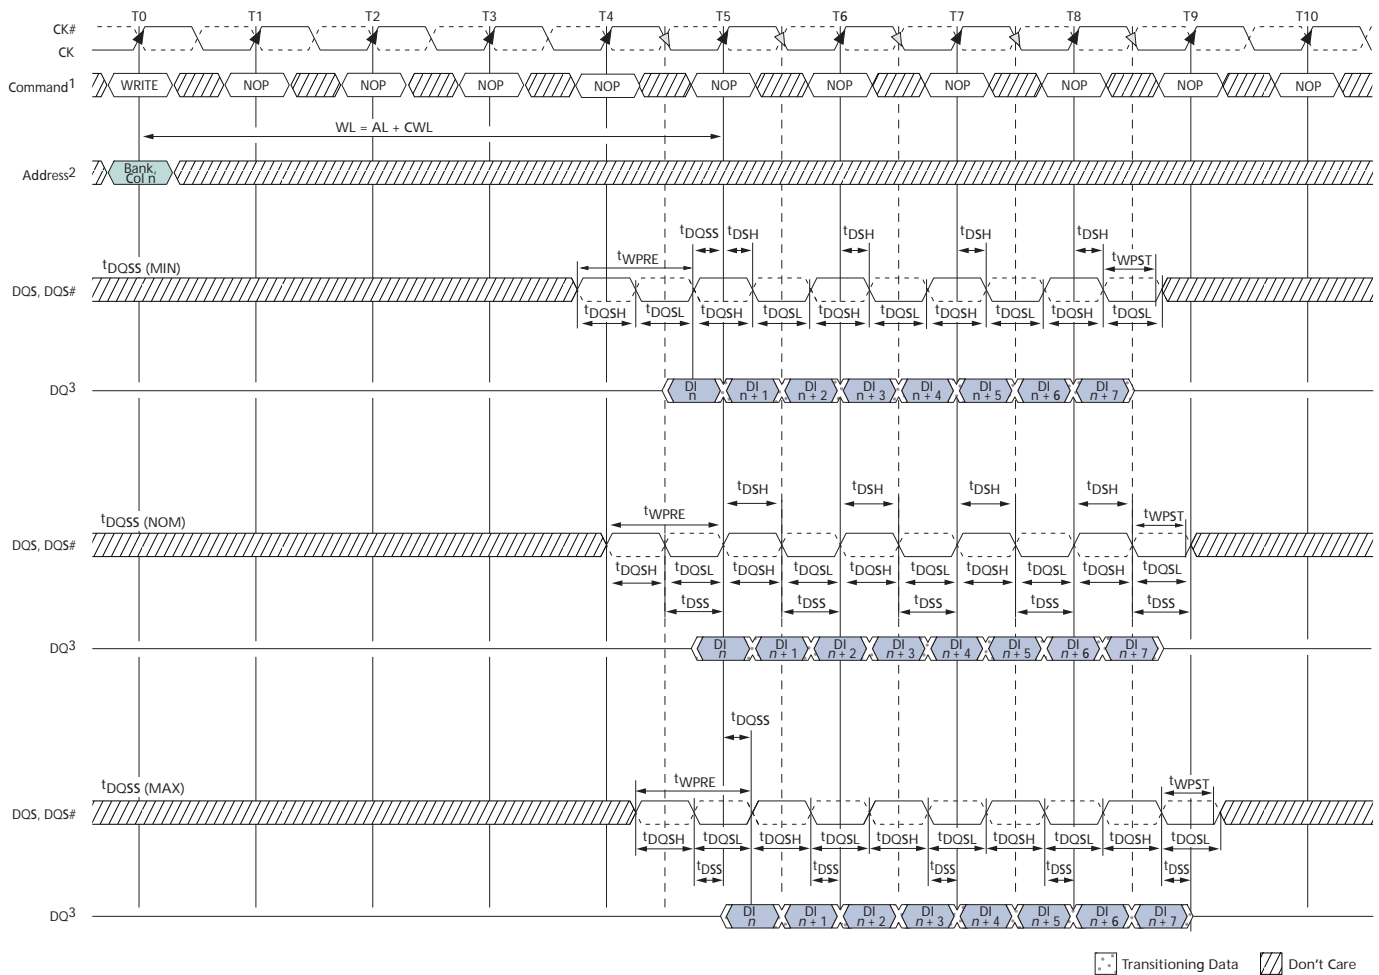 T0 T1 T2 T3 T4 T5 T6 T7 T8 T9 T10
CK#
CK
Command1 WRITE NOP NOP NOP NOP NOP NOP NOP NOP NOP NOP
WL = AL + CWL
Address2 Bank, Col n
tDQSS tDSH tDSH tDSH tDSH
tDQSS (MIN) tWPRE tWPST
DQS, DQS#
tDQSH tDQSL tDQSH tDQSL tDQSH tDQSL tDQSH tDQSL tDQSH tDQSL
DQ3 DI n DI n + 1 DI n + 2 DI n + 3 DI n + 4 DI n + 5 DI n + 6 DI n + 7
tDSH tDSH tDSH tDSH
tDQSS (NOM) tWPRE tWPST
DQS, DQS#
tDQSH tDQSL tDQSH tDQSL tDQSH tDQSL tDQSH tDQSL tDQSH tDQSL
tDSS tDSS tDSS tDSS tDSS
DQ3 DI n DI n + 1 DI n + 2 DI n + 3 DI n + 4 DI n + 5 DI n + 6 DI n + 7
tDQSS
tDQSS (MAX) tWPRE tWPST
DQS, DQS#
tDQSH tDQSL tDQSH tDQSL tDQSH tDQSL tDQSH tDQSL tDQSH tDQSL
tDSS tDSS tDSS tDSS tDSS
DQ3 DI n DI n + 1 DI n + 2 DI n + 3 DI n + 4 DI n + 5 DI n + 6 DI n + 7
Transitioning Data Don't Care